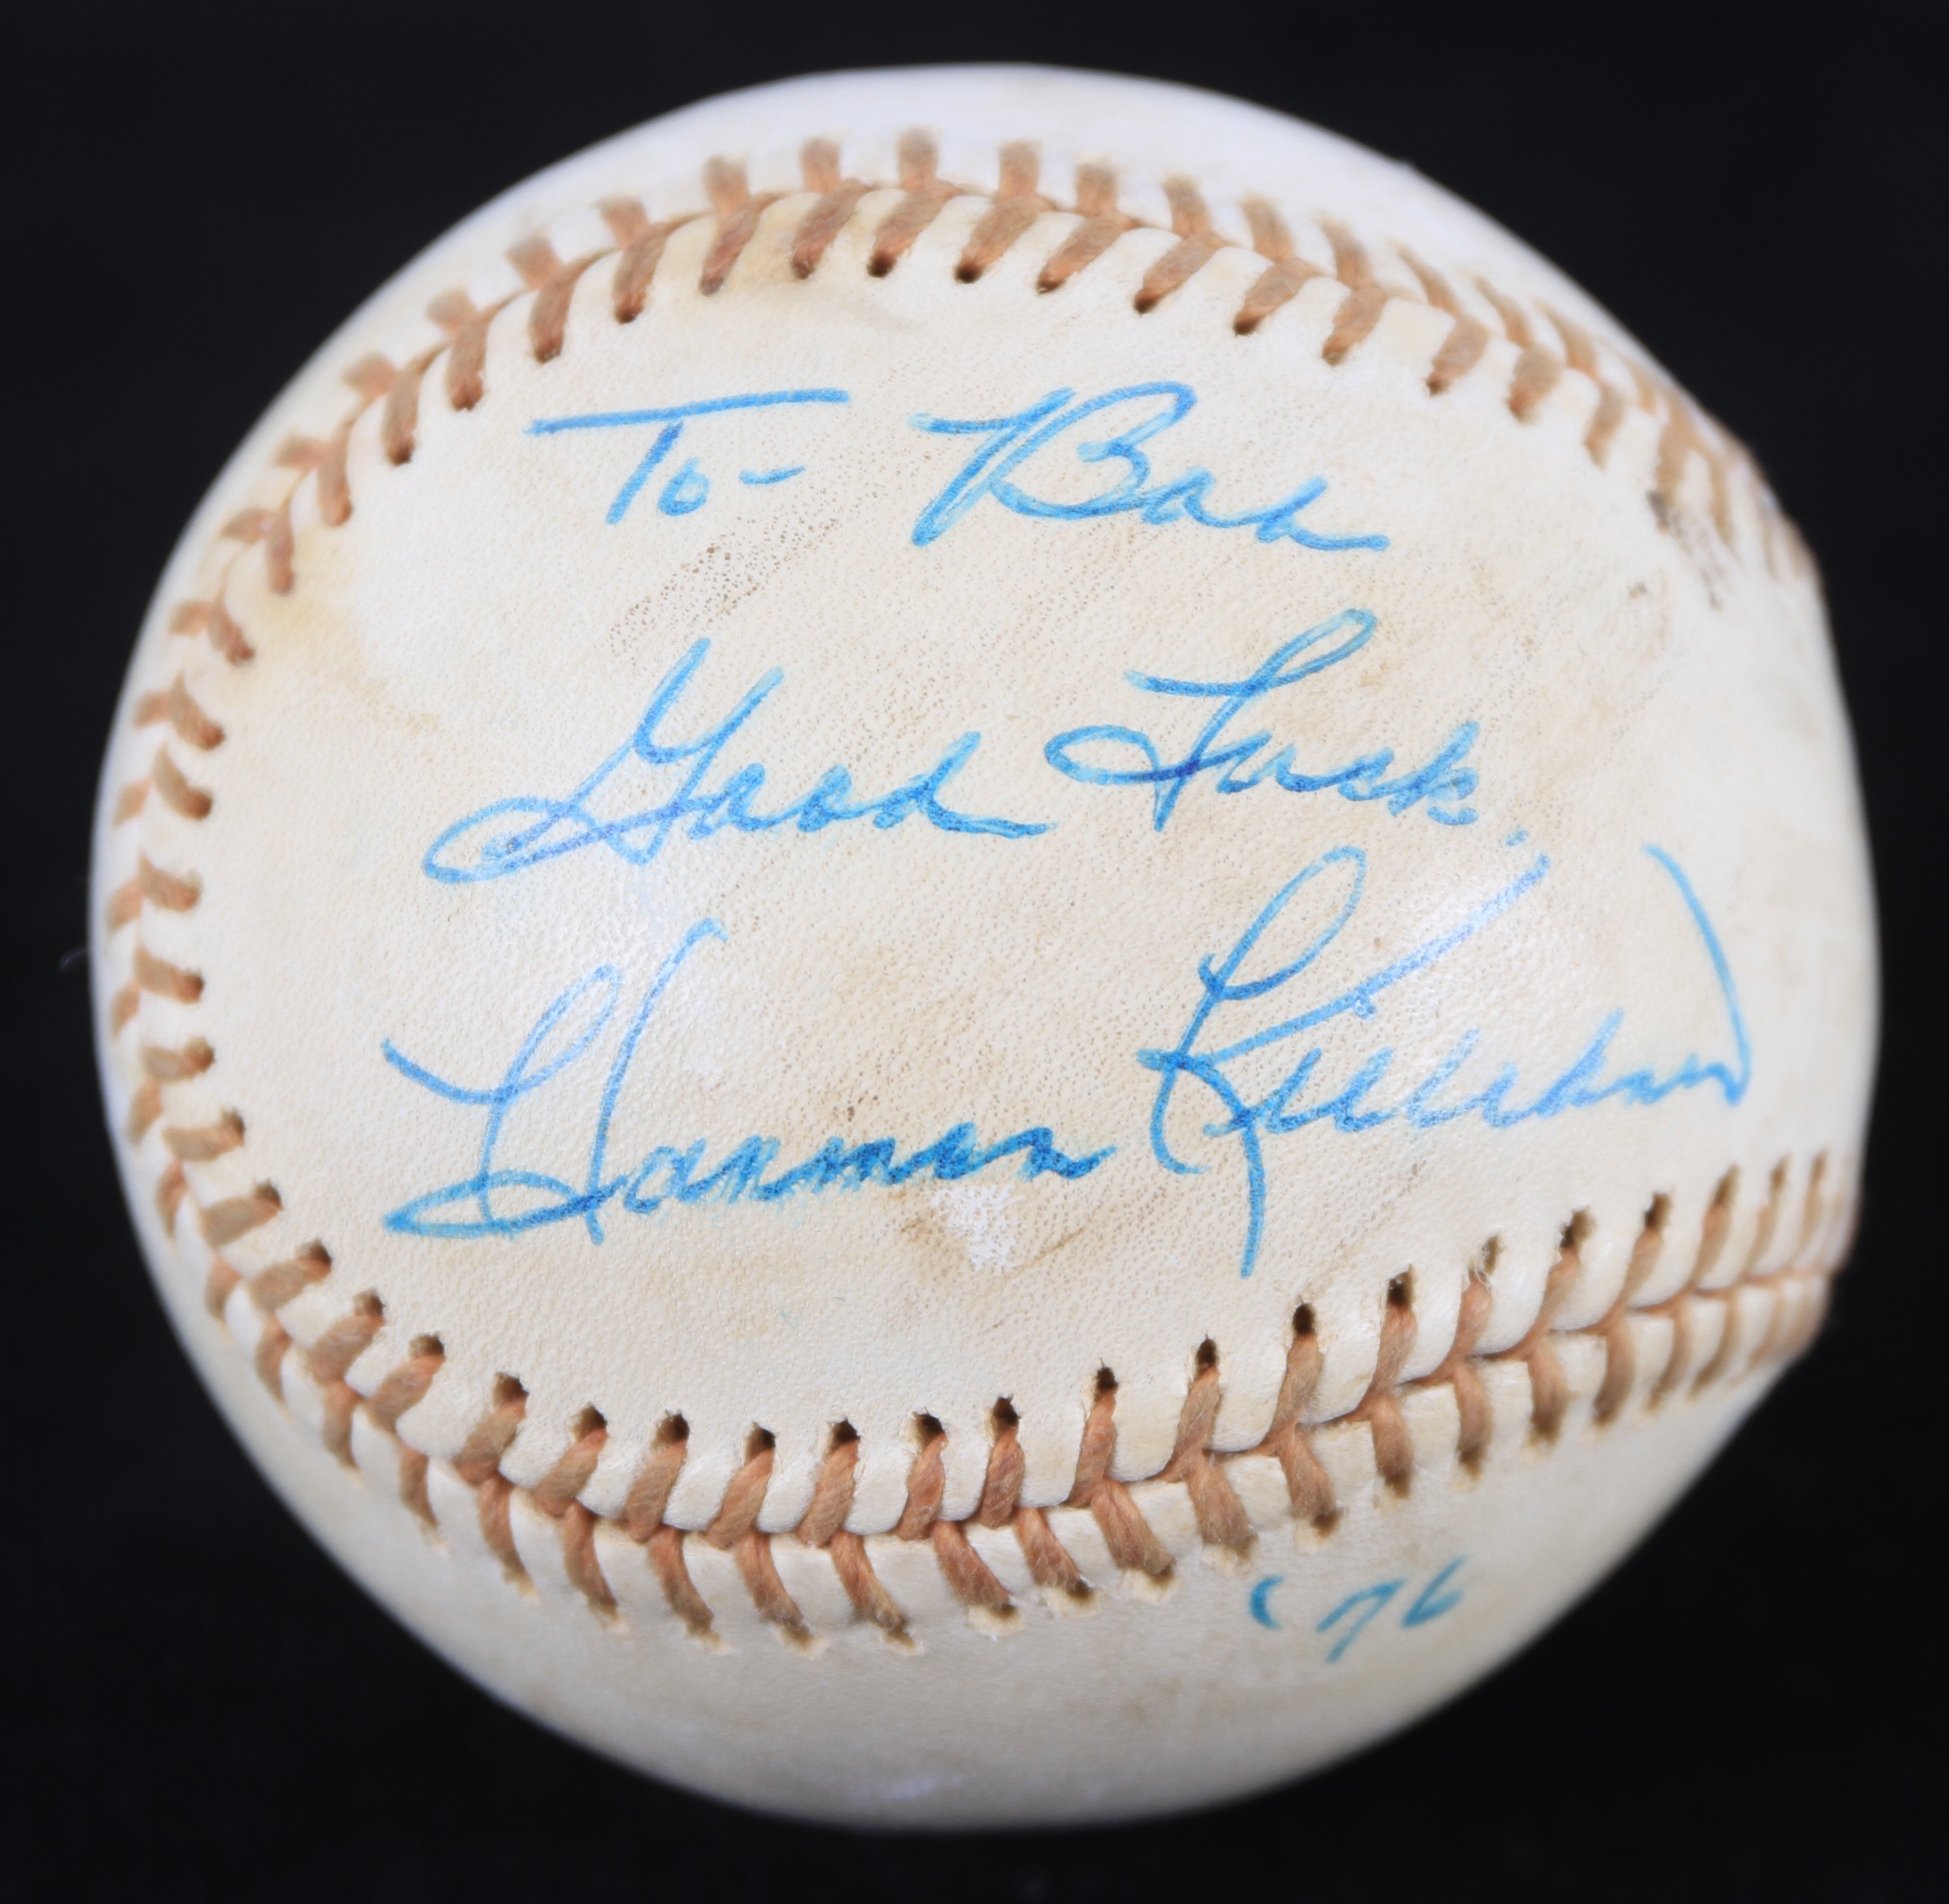 To- Bob
Good Luck,
Harmon Killebrew
'76